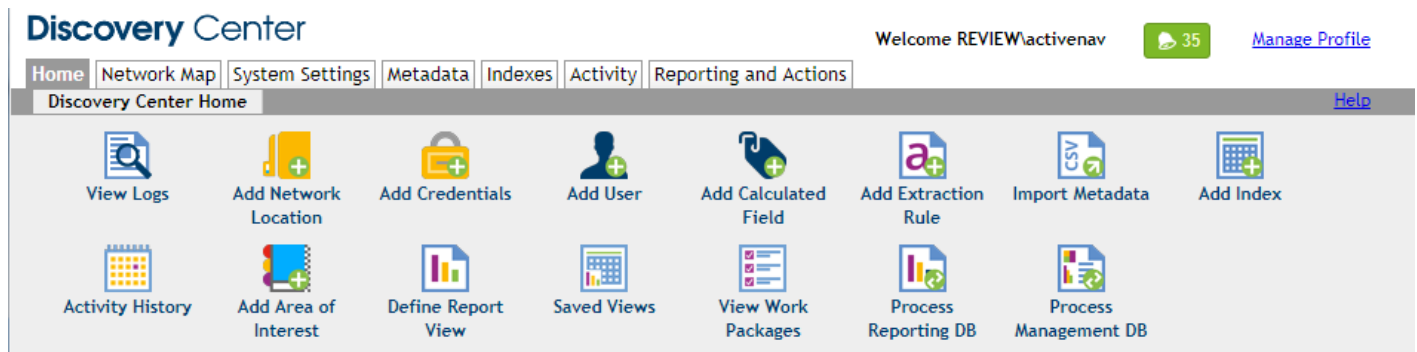 Discovery Center
Welcome REVIEW\activenav
35
Manage Profile
Home Network Map System Settings Metadata Indexes Activity Reporting and Actions
Discovery Center Home
Help
a
CSV
View Logs
Add Network
Location
Add Credentials
Add User
Add Calculated
Field
Add Extraction
Rule
Import Metadata
Add Index
Activity History
Add Area of
Interest
Define Report
View
Saved Views
View Work
Packages
Process
Reporting DB
Process
Management DB